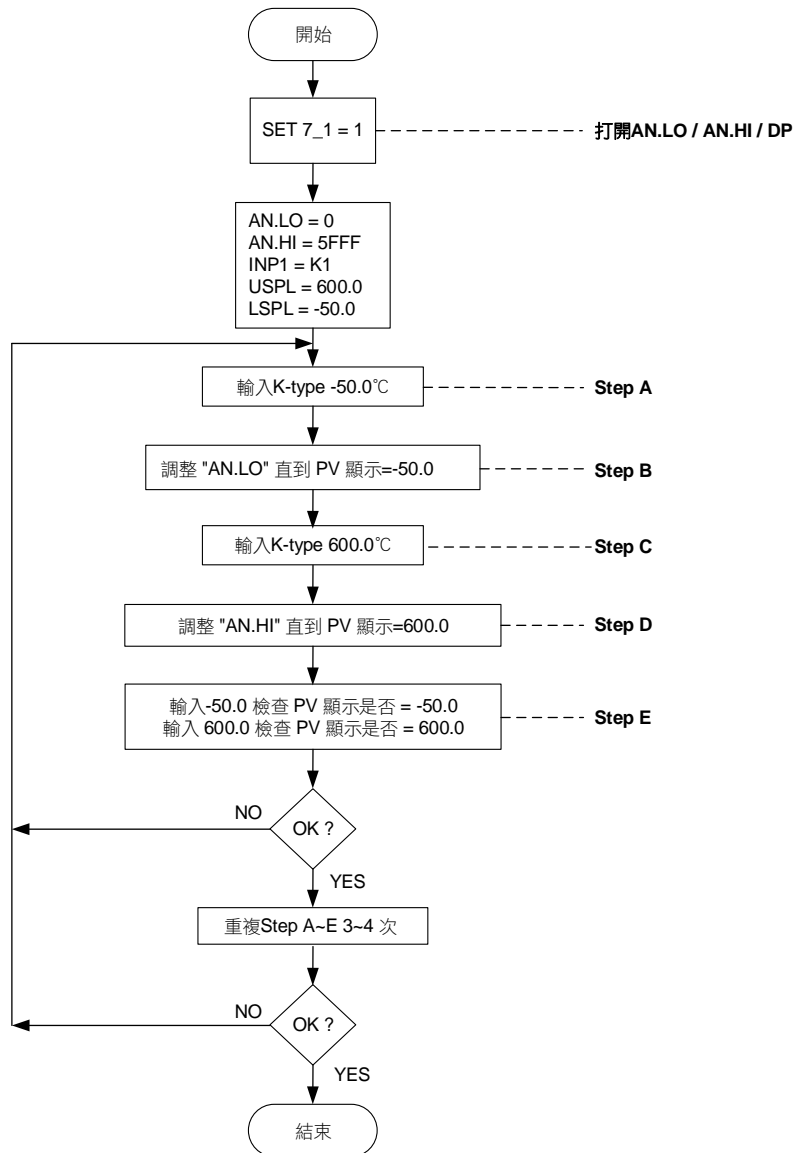 開始
SET 7_1 = 1
打開AN.LO / AN.HI / DP
AN.LO = 0
AN.HI = 5FFF
INP1 = K1
USPL = 600.0
LSPL = -50.0
輸入K-type -50.0℃
Step A
調整 "AN.LO" 直到 PV 顯示=-50.0
Step B
輸入K-type 600.0℃
Step C
調整 "AN.HI" 直到 PV 顯示=600.0
Step D
輸入-50.0 檢查 PV 顯示是否 = -50.0
輸入 600.0 檢查 PV 顯示是否 = 600.0
Step E
NO
OK ?
YES
重複Step A~E 3~4 次
NO
OK ?
YES
結束